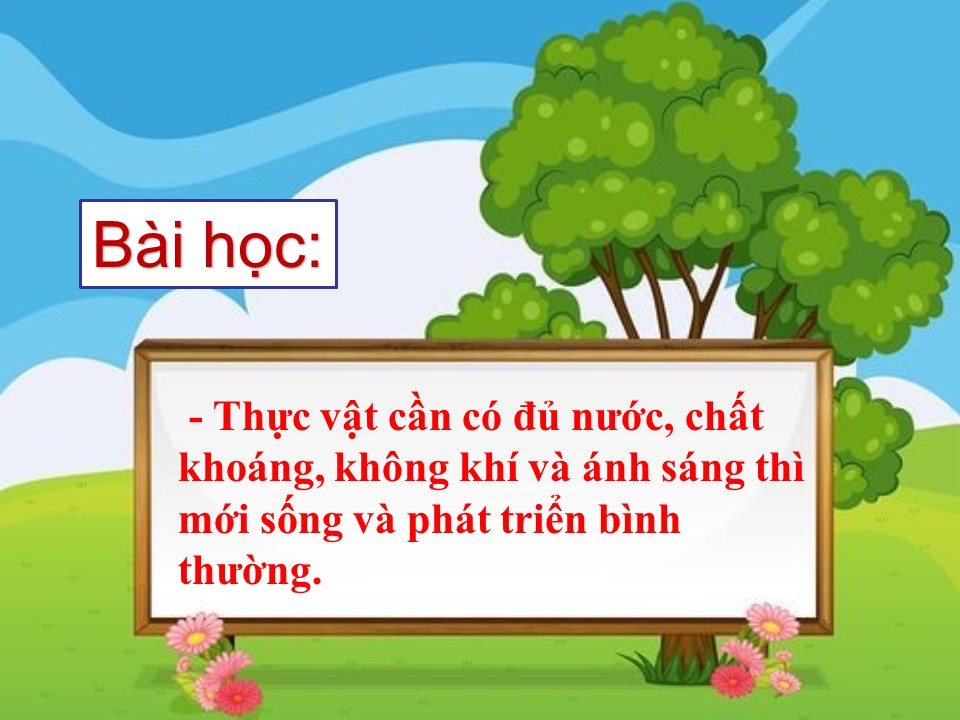 Bài học:
- Thực vật cần có đủ nước, chất
khoáng, không khí và ánh sáng thì
mới sống và phát triển bình
thường.